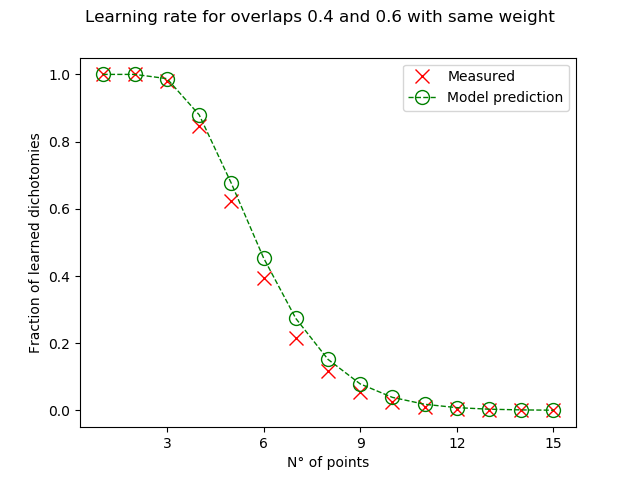 Learning rate for overlaps 0.4 and 0.6 with same weight
Measured
Model prediction
Fraction of learned dichotomies
1.0
0.8
0.6
0.4
0.2
0.0
3 6 9 12 15
N° of points